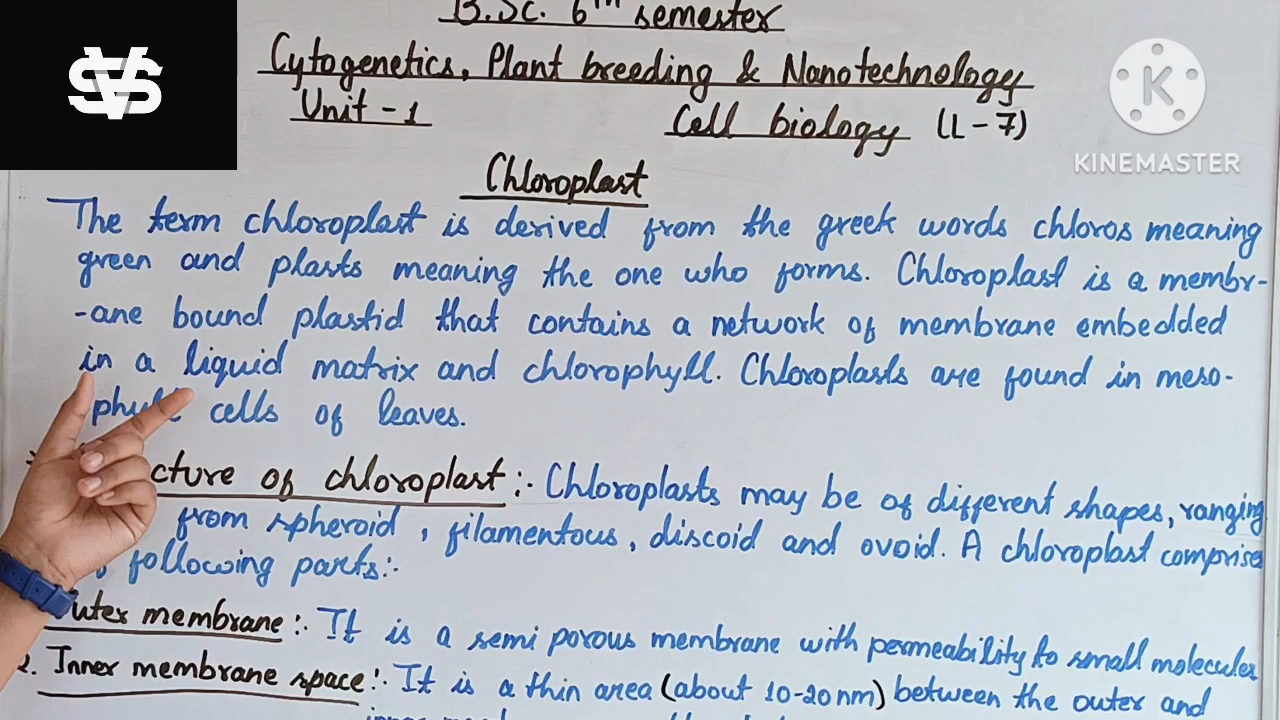 B.Sc. 6th semester
Cytogenetics, Plant breeding & Nanotechnology
Unit - 1 Cell biology (L-7)
KINEMASTER
Chloroplast
The term chloroplast is derived from the greek words chloros meaning
green and plasts meaning the one who forms. Chloroplast is a membr-
-ane bound plastid that contains a network of membrane embedded
in a liquid matrix and chlorophyll. Chloroplasts are found in meso-
phyll cells of leaves.
cture of chloroplast:- Chloroplasts may be of different shapes, ranging
from spheroid, filamentous, discoid and ovoid. A chloroplast comprises
following parts:-
Outer membrane:- It is a semi porous membrane with permeability to small molecules
2. Inner membrane space:- It is a thin area (about 10-20nm) between the outer and